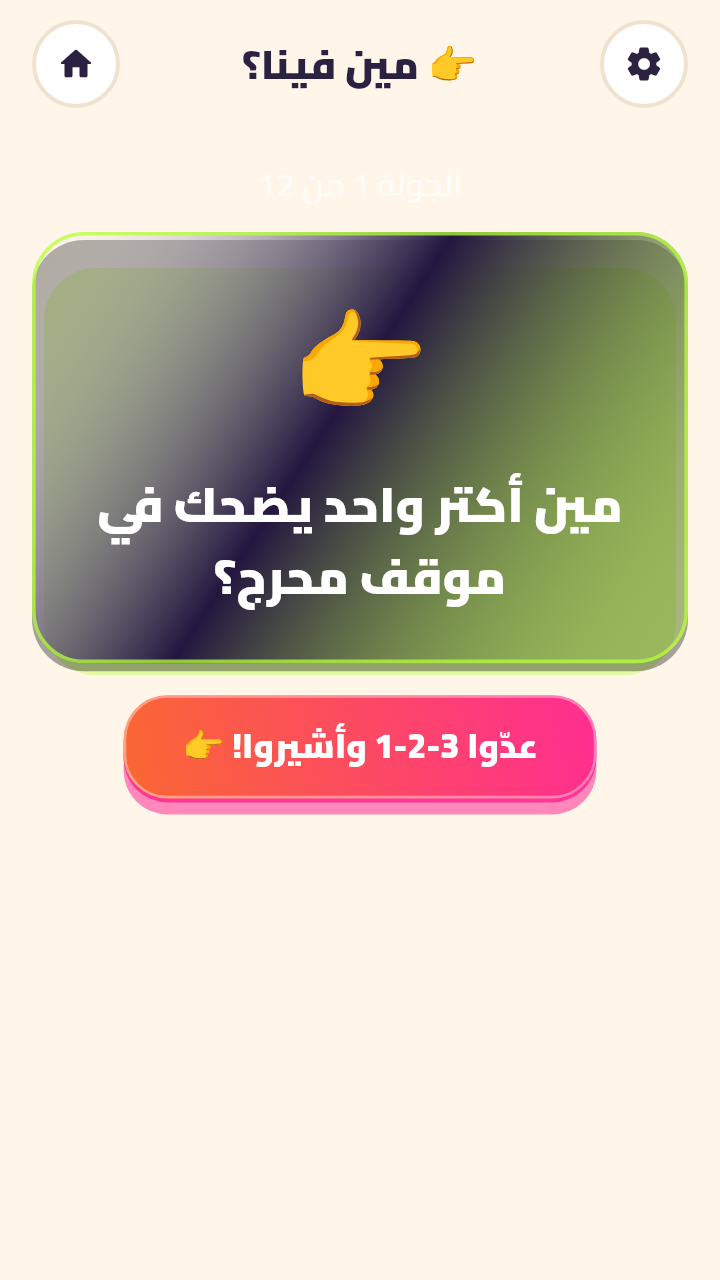 مين فينا؟ 👉
الجولة 1 من 12
مين أكتر واحد يضحك في
موقف محرج؟
عدّوا 3-2-1 وأشيروا! 👉